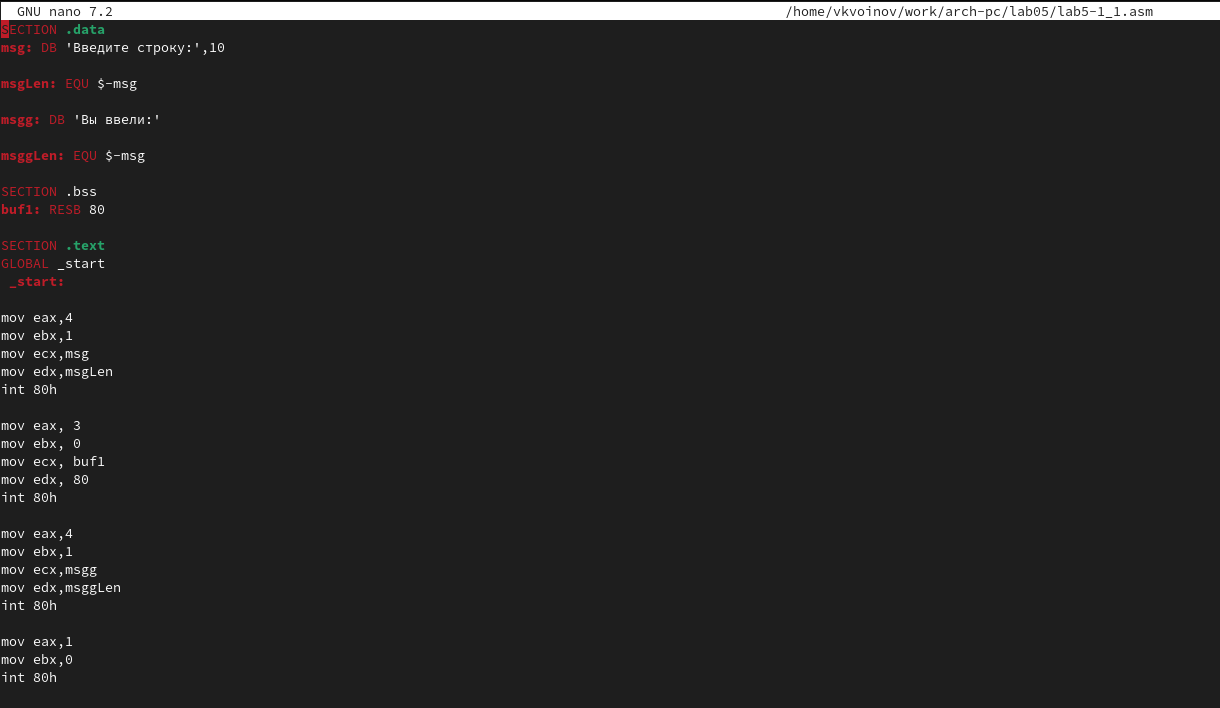 GNU nano 7.2 /home/vkvoinov/work/arch-pc/lab05/lab5-1_1.asm
SECTION .data
msg: DB 'Введите строку:',10
msgLen: EQU $-msg
msgg: DB 'Вы ввели:'
msggLen: EQU $-msg
SECTION .bss
buf1: RESB 80
SECTION .text
GLOBAL _start
_start:
mov eax,4
mov ebx,1
mov ecx,msg
mov edx,msgLen
int 80h
mov eax, 3
mov ebx, 0
mov ecx, buf1
mov edx, 80
int 80h
mov eax,4
mov ebx,1
mov ecx,msgg
mov edx,msggLen
int 80h
mov eax,1
mov ebx,0
int 80h